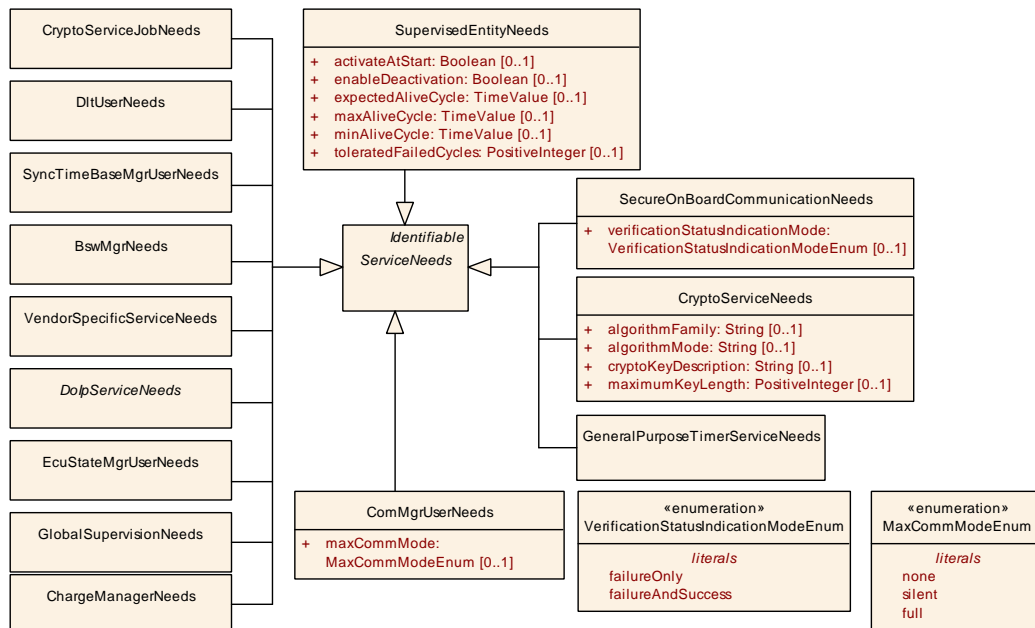 CryptoServiceJobNeeds
DltUserNeeds
SyncTimeBaseMgrUserNeeds
BswMgrNeeds
VendorSpecificServiceNeeds
DoIpServiceNeeds
EcuStateMgrUserNeeds
GlobalSupervisionNeeds
ChargeManagerNeeds
SupervisedEntityNeeds
+ activateAtStart: Boolean [0..1]
+ enableDeactivation: Boolean [0..1]
+ expectedAliveCycle: TimeValue [0..1]
+ maxAliveCycle: TimeValue [0..1]
+ minAliveCycle: TimeValue [0..1]
+ toleratedFailedCycles: PositiveInteger [0..1]
Identifiable
ServiceNeeds
SecureOnBoardCommunicationNeeds
+ verificationStatusIndicationMode:
VerificationStatusIndicationModeEnum [0..1]
CryptoServiceNeeds
+ algorithmFamily: String [0..1]
+ algorithmMode: String [0..1]
+ cryptoKeyDescription: String [0..1]
+ maximumKeyLength: PositiveInteger [0..1]
GeneralPurposeTimerServiceNeeds
ComMgrUserNeeds
+ maxCommMode:
MaxCommModeEnum [0..1]
«enumeration»
VerificationStatusIndicationModeEnum
literals
failureOnly
failureAndSuccess
«enumeration»
MaxCommModeEnum
literals
none
silent
full